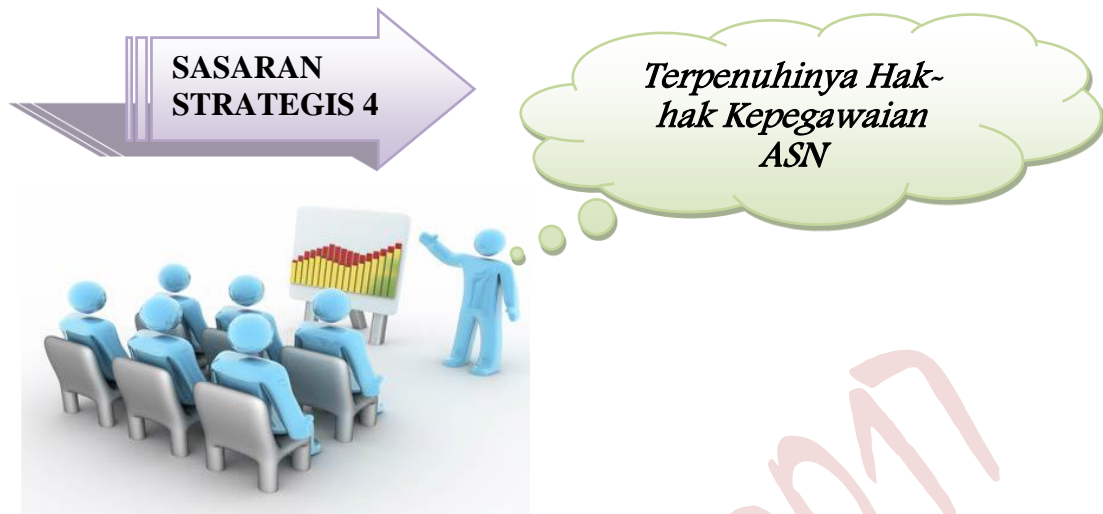 SASARAN
STRATEGIS 4
Terpenuhinya Hak-
hak Kepegawaian
ASN